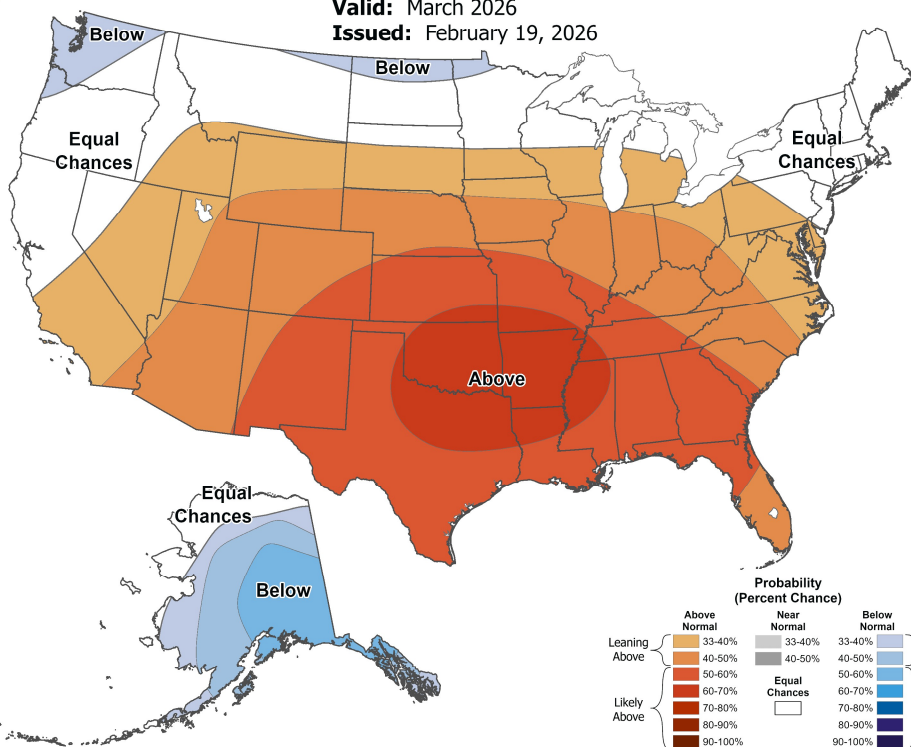 Valid: March 2026
Issued: February 19, 2026
Below
Below
Equal
Chances
Equal
Chances
Above
Equal
Chances
Below
Probability
(Percent Chance)
Above
Normal
Near
Normal
Below
Normal
Leaning
Above
33-40%
40-50%
Likely
Above
50-60%
60-70%
70-80%
80-90%
90-100%
33-40%
40-50%
Equal
Chances
33-40%
40-50%
50-60%
60-70%
70-80%
80-90%
90-100%